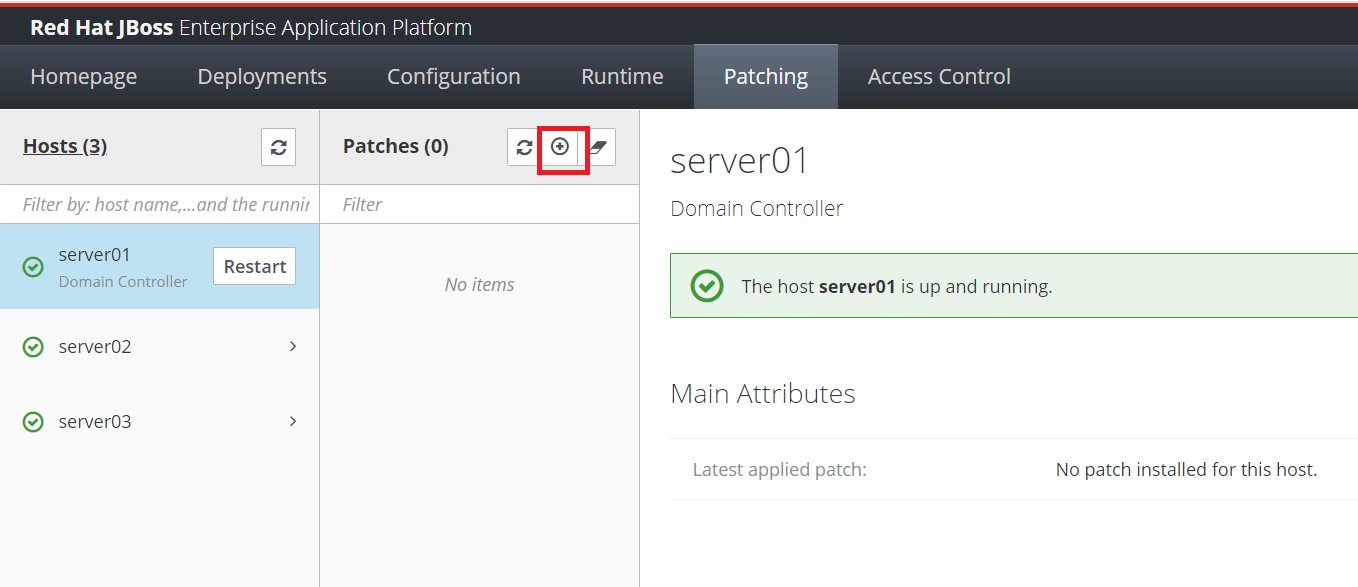 Red Hat JBoss Enterprise Application Platform
Homepage Deployments Configuration Runtime Patching Access Control
Hosts (3)
Filter by: host name,...and the runnin
server01
Domain Controller
Restart
server02
server03
Patches (0)
Filter
No items
server01
Domain Controller
The host server01 is up and running.
Main Attributes
Latest applied patch: No patch installed for this host.